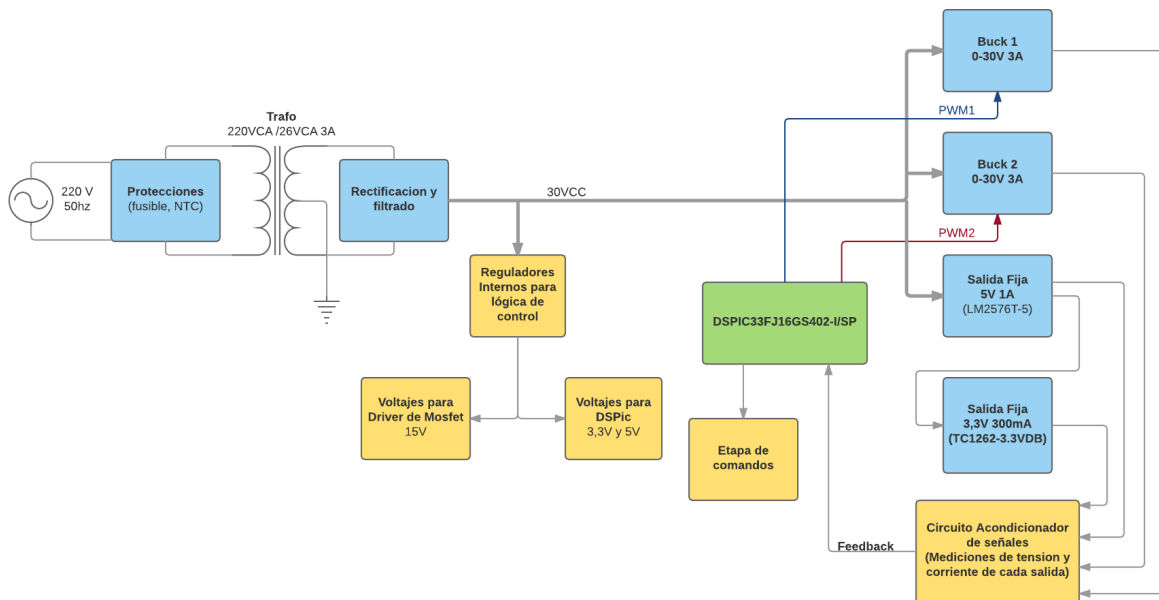 Buck 1
0-30V 3A
PWM1
Trafo
220VCA /26VCA 3A
220 V
50hz
Protecciones
(fusible, NTC)
Rectificacion y
filtrado
30VCC
Buck 2
0-30V 3A
PWM2
Reguladores
Internos para
lógica de
control
Salida Fija
5V 1A
(LM2576T-5)
DSPIC33FJ16GS402-I/SP
Voltajes para
Driver de Mosfet
15V
Voltajes para
DSPic
3,3V y 5V
Salida Fija
3,3V 300mA
(TC1262-3.3VDB)
Etapa de
comandos
Feedback
Circuito Acondicionador
de señales
(Mediciones de tension y
corriente de cada salida)